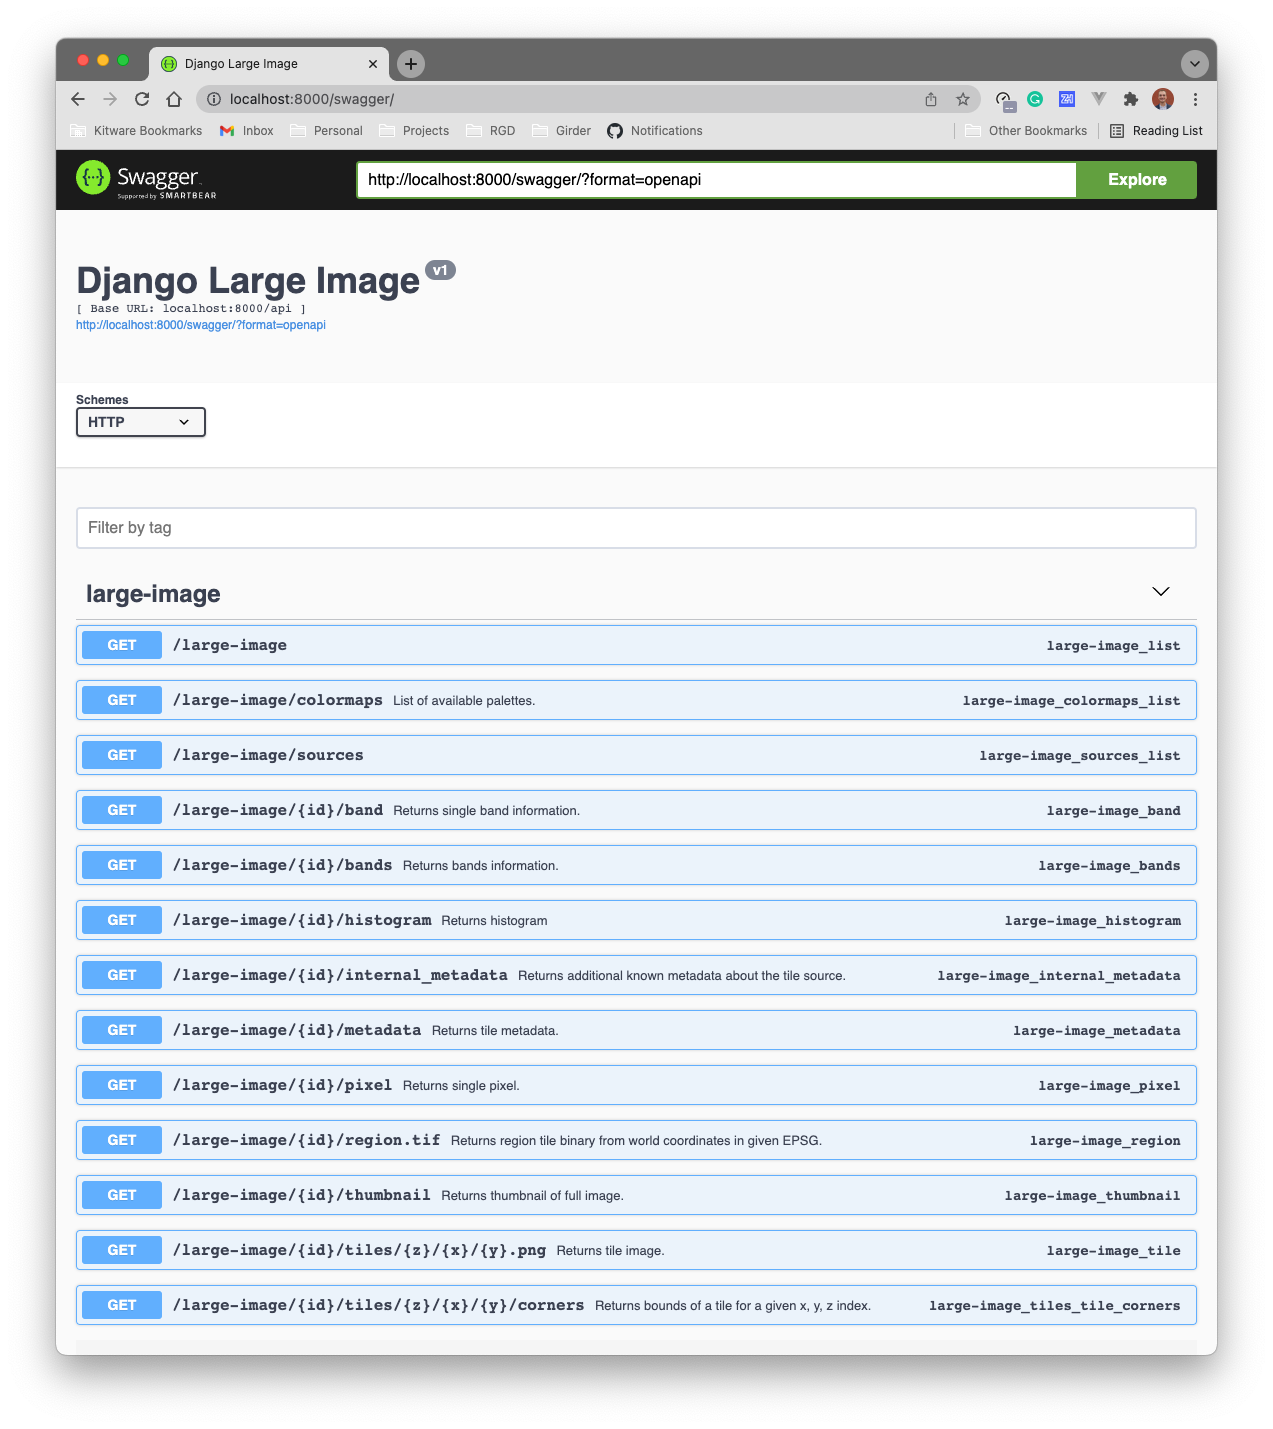 Django Large Image
localhost:8000/swagger/
Kitware Bookmarks Inbox Personal Projects RGD Girder Notifications Other Bookmarks Reading List
Swagger
Supported by SMARTBEAR
http://localhost:8000/swagger/?format=openapi Explore
Django Large Image v1
[ Base URL: localhost:8000/api ]
http://localhost:8000/swagger/?format=openapi
Schemes
HTTP
Filter by tag
large-image
GET /large-image large-image_list
GET /large-image/colormaps List of available palettes. large-image_colormaps_list
GET /large-image/sources large-image_sources_list
GET /large-image/{id}/band Returns single band information. large-image_band
GET /large-image/{id}/bands Returns bands information. large-image_bands
GET /large-image/{id}/histogram Returns histogram large-image_histogram
GET /large-image/{id}/internal_metadata Returns additional known metadata about the tile source. large-image_internal_metadata
GET /large-image/{id}/metadata Returns tile metadata. large-image_metadata
GET /large-image/{id}/pixel Returns single pixel. large-image_pixel
GET /large-image/{id}/region.tif Returns region tile binary from world coordinates in given EPSG. large-image_region
GET /large-image/{id}/thumbnail Returns thumbnail of full image. large-image_thumbnail
GET /large-image/{id}/tiles/{z}/{x}/{y}.png Returns tile image. large-image_tile
GET /large-image/{id}/tiles/{z}/{x}/{y}/corners Returns bounds of a tile for a given x, y, z index. large-image_tiles_tile_corners